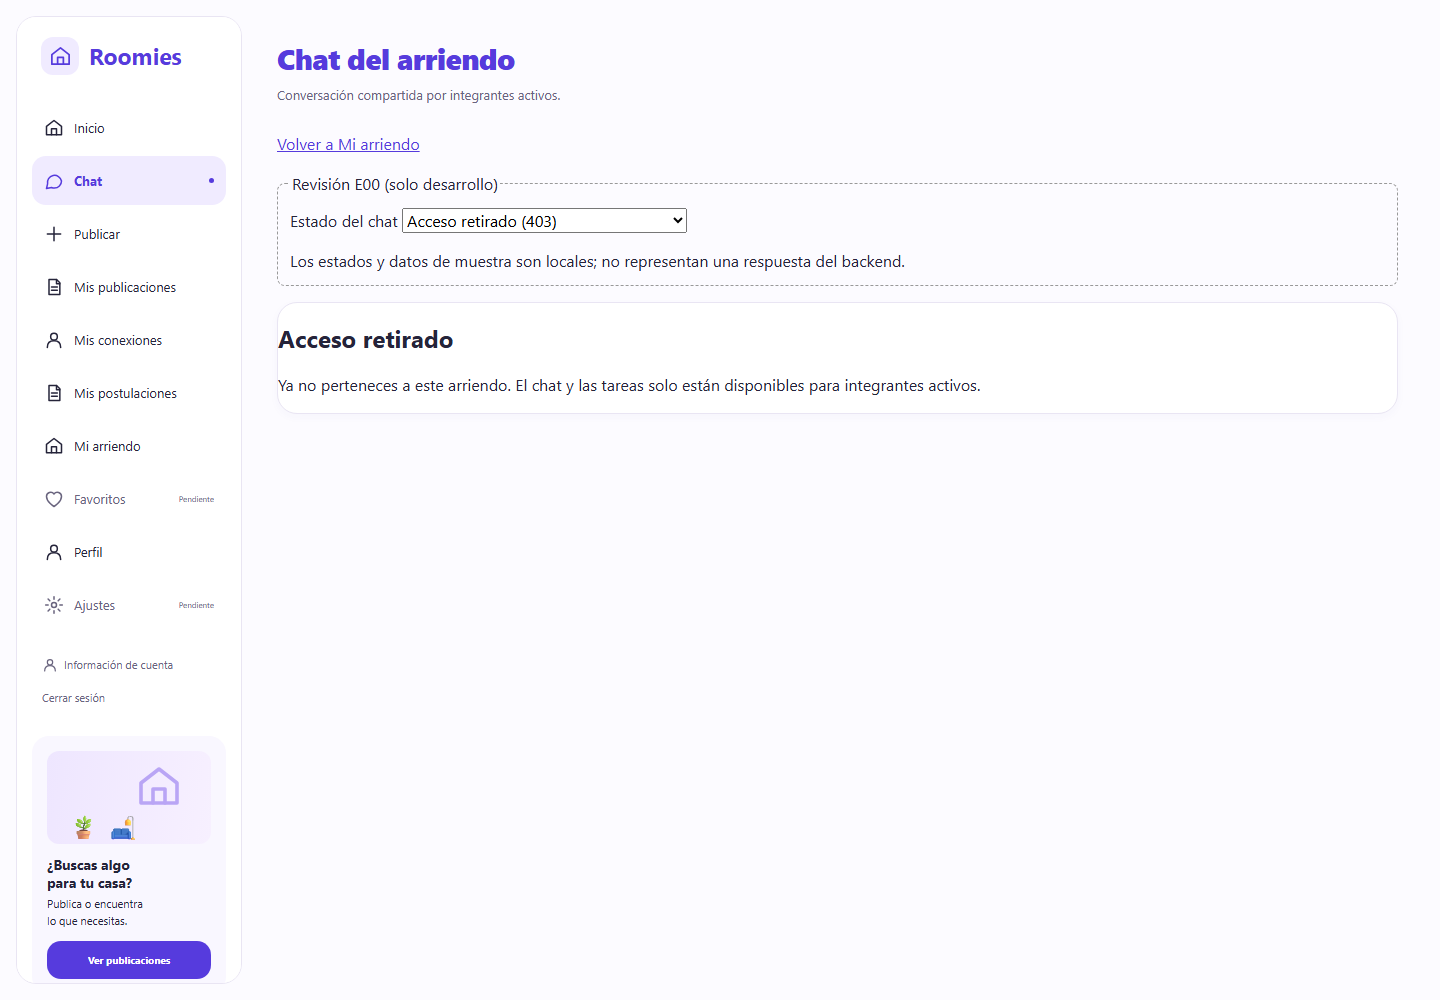 Roomies
Inicio
Chat
Publicar
Mis publicaciones
Mis conexiones
Mis postulaciones
Mi arriendo
Favoritos Pendiente
Perfil
Ajustes Pendiente
Información de cuenta
Cerrar sesión
¿Buscas algo
para tu casa?
Publica o encuentra
lo que necesitas.
Ver publicaciones
Chat del arriendo
Conversación compartida por integrantes activos.
Volver a Mi arriendo
Revisión E00 (solo desarrollo)
Estado del chat Acceso retirado (403)
Los estados y datos de muestra son locales; no representan una respuesta del backend.
Acceso retirado
Ya no perteneces a este arriendo. El chat y las tareas solo están disponibles para integrantes activos.